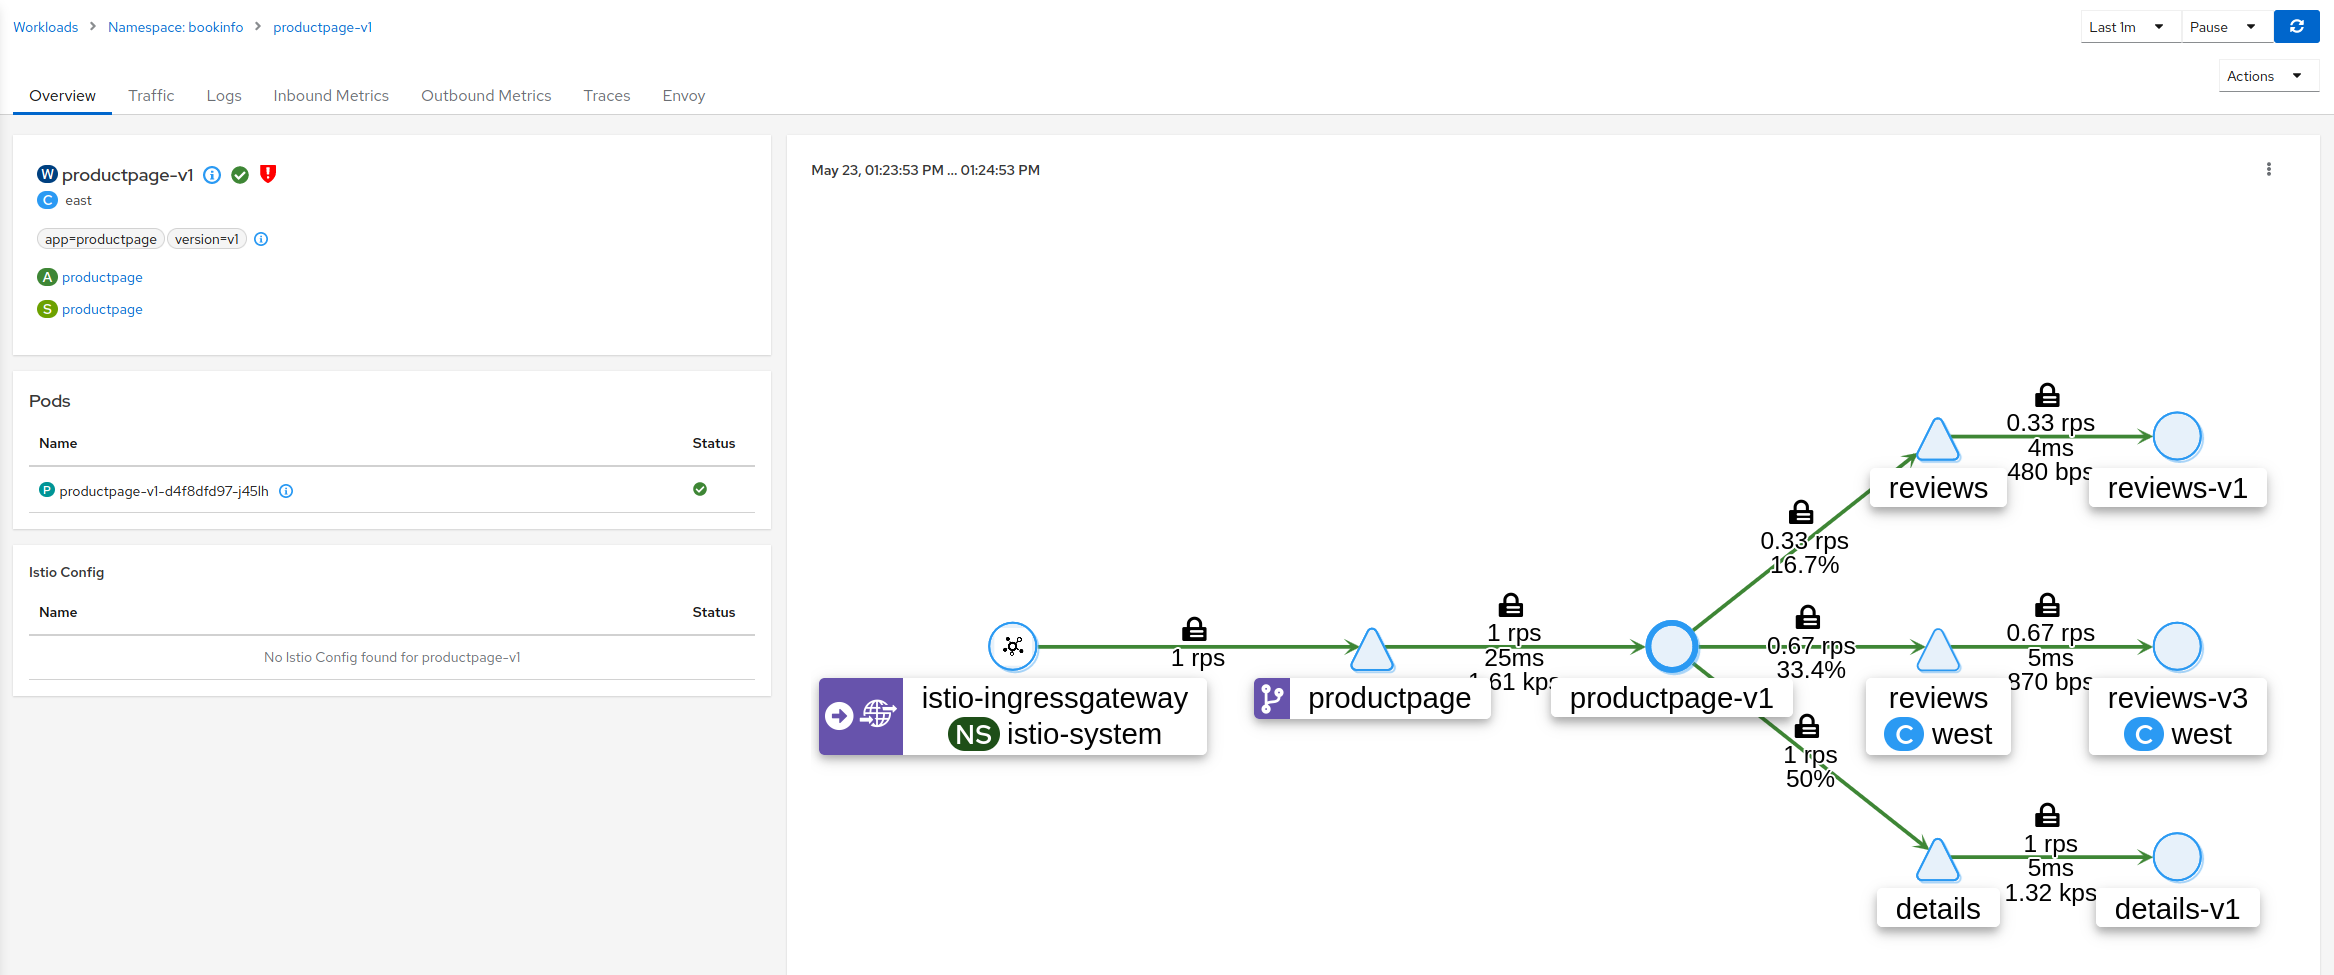 Workloads > Namespace: bookinfo > productpage-v1
Last 1m
Pause
Actions
Overview Traffic Logs Inbound Metrics Outbound Metrics Traces Envoy
W productpage-v1
C east
app=productpage version=v1
A productpage
S productpage
Pods
Name Status
P productpage-v1-d4f8dfd97-j45lh
Istio Config
Name Status
No Istio Config found for productpage-v1
May 23, 01:23:53 PM ... 01:24:53 PM
0.33 rps
4ms
480 bps
reviews
reviews-v1
0.33 rps
16.7%
1 rps
1 rps
25ms
1.61 kps
0.67 rps
33.4%
0.67 rps
5ms
870 bps
istio-ingressgateway
NS istio-system
productpage
productpage-v1
reviews
C west
reviews-v3
C west
1 rps
50%
1 rps
5ms
1.32 kps
details
details-v1